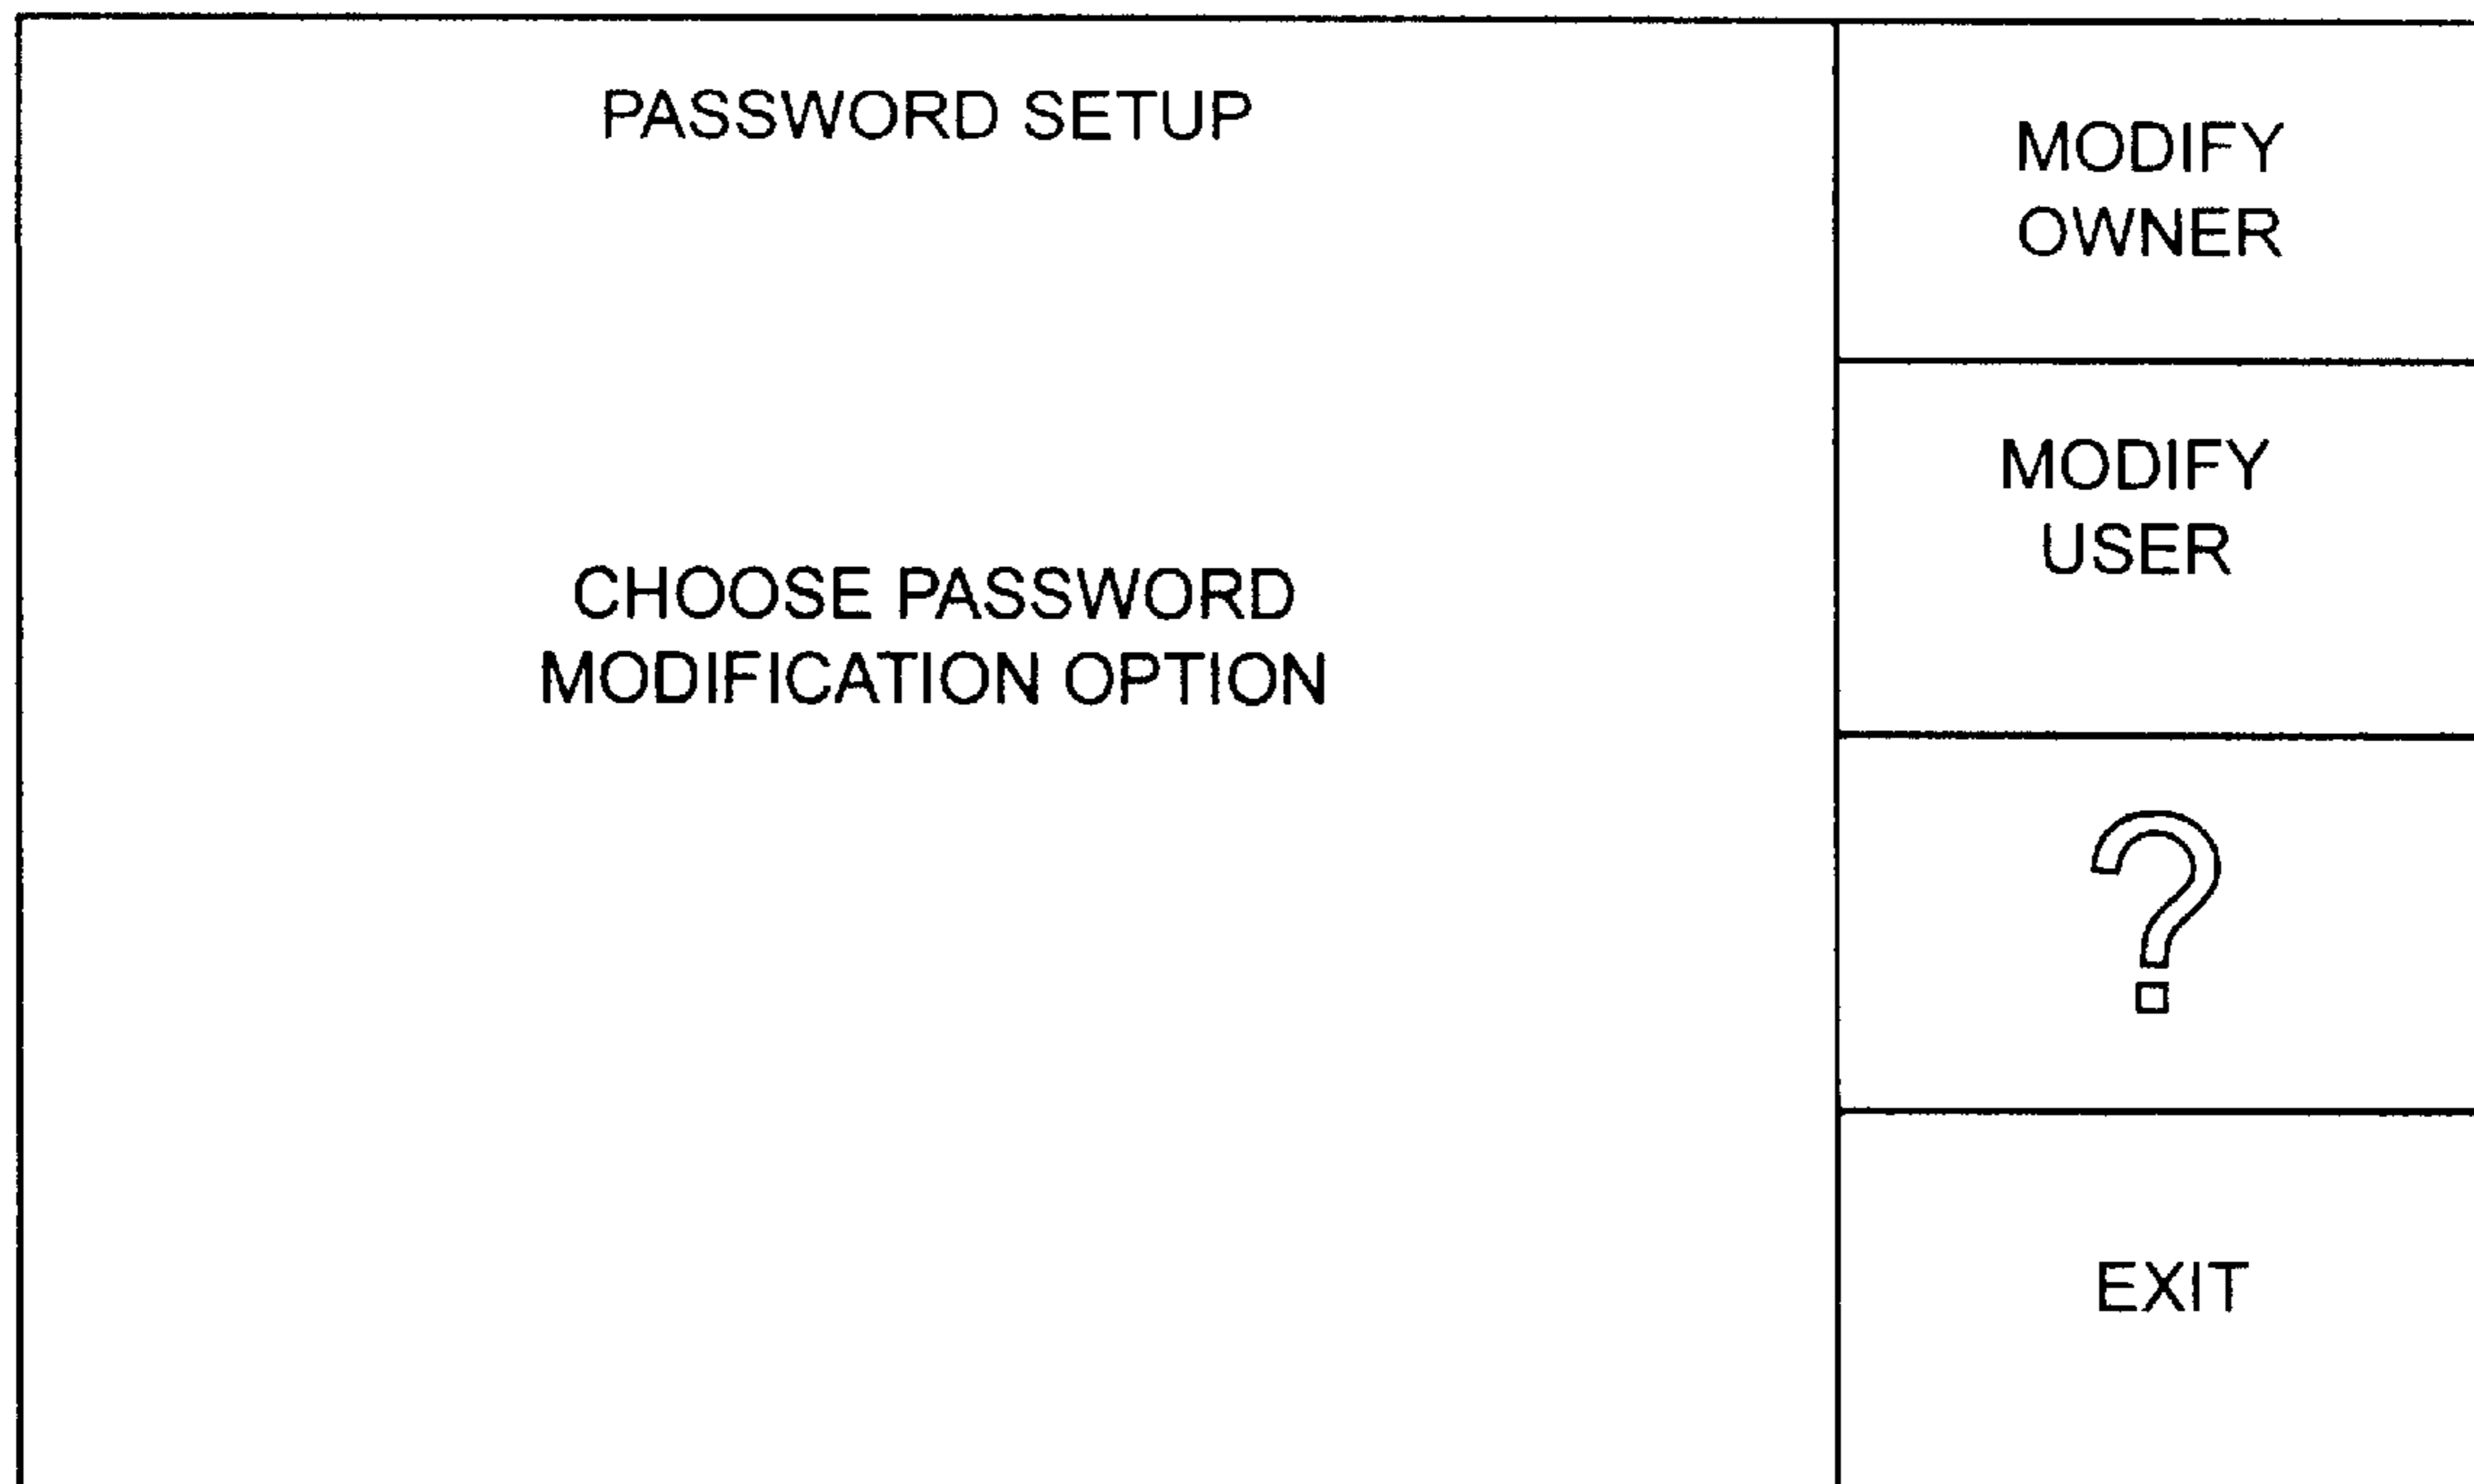 PASSWORD SETUP
CHOOSE PASSWORD
MODIFICATION OPTION
MODIFY
OWNER
MODIFY
USER
?
EXIT